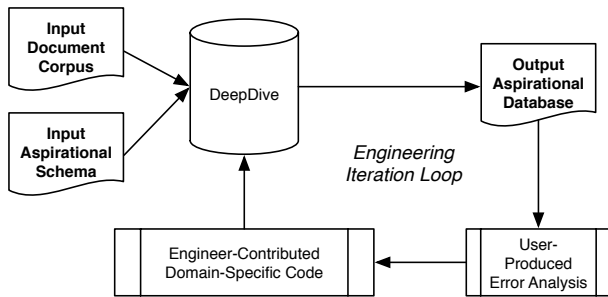 Input
Document
Corpus
DeepDive
Output
Aspirational
Database
Input
Aspirational
Schema
Engineering
Iteration Loop
Engineer-Contributed
Domain-Specific Code
User-
Produced
Error Analysis